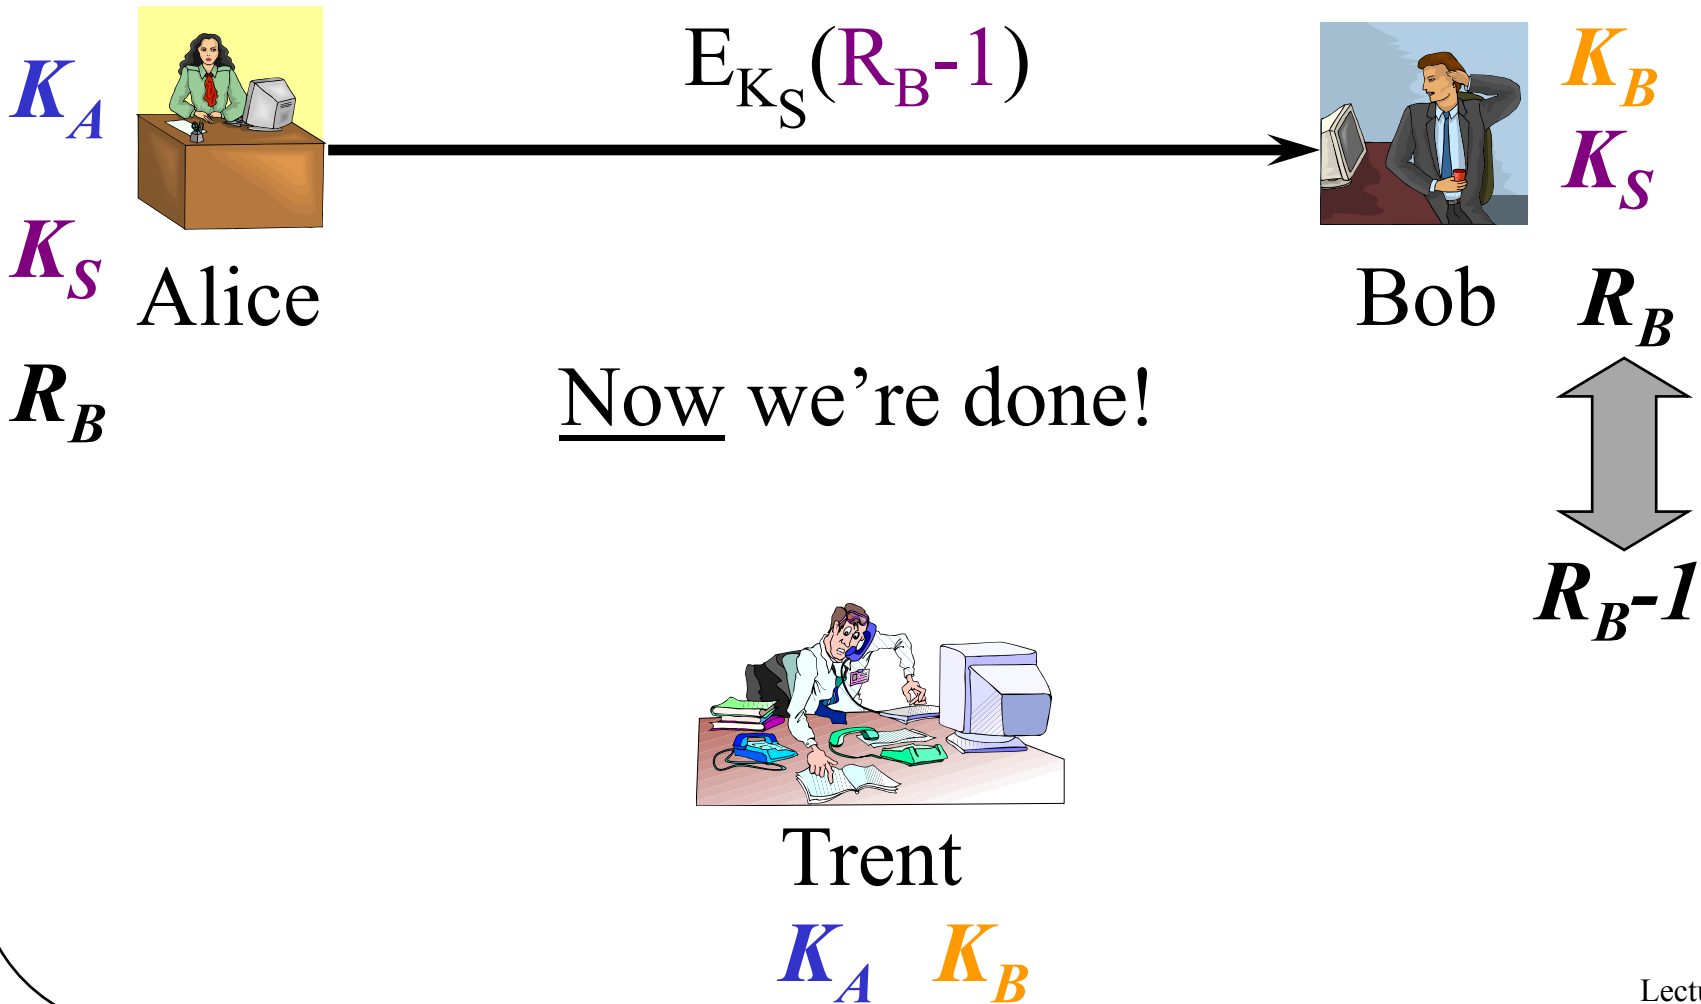 E_{K_S}(R_B-1)
K_A
K_B
K_S
K_S
Alice
Bob
R_B
R_B
Now we’re done!
R_B-1
Trent
K_A K_B